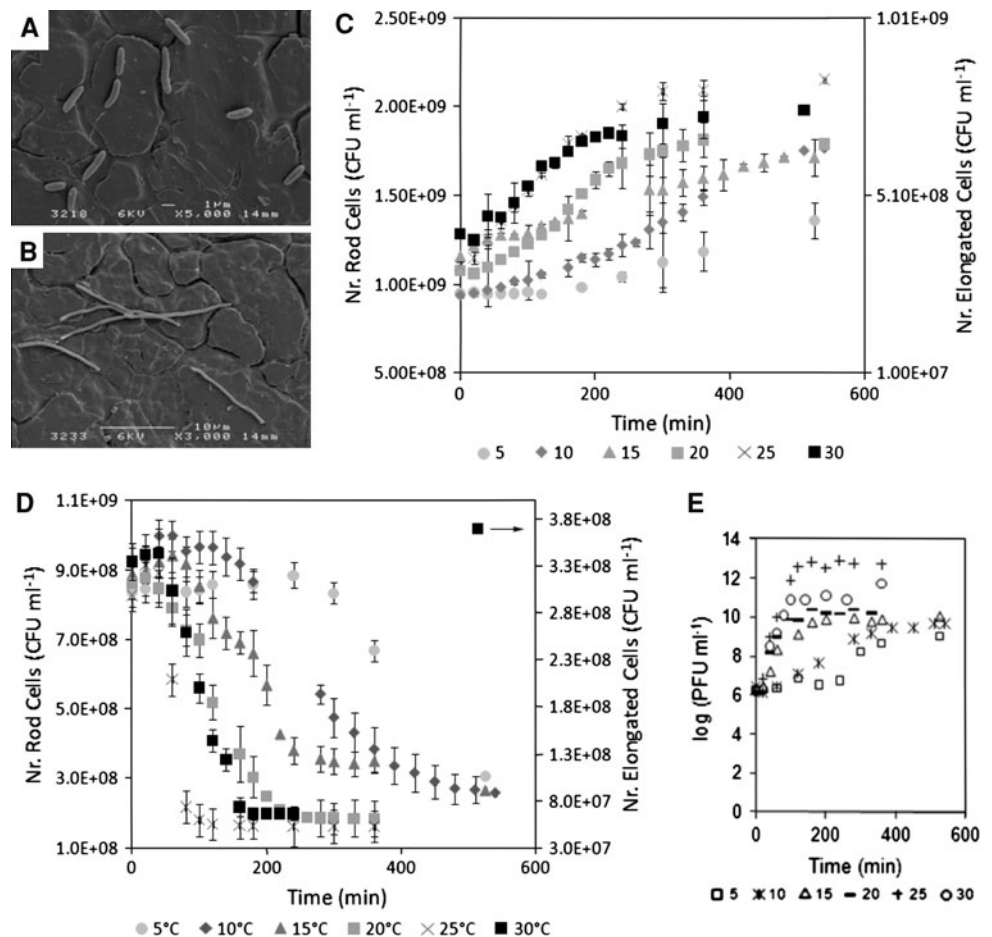 A
3218 6KV X5,000 1µm 14mm
B
3233 10µm 6KV X3,000 14mm
C
Nr. Rod Cells (CFU ml-1)
2.50E+09
2.00E+09
1.50E+09
1.00E+09
5.00E+08
1.01E+09
5.10E+08
1.00E+07
Nr. Elongated Cells (CFU ml-1)
0 200 400 600
Time (min)
5 10 15 20 25 30
D
Nr. Rod Cells (CFU ml-1)
1.1E+09
9.0E+08
7.0E+08
5.0E+08
3.0E+08
1.0E+08
3.8E+08
3.3E+08
2.8E+08
2.3E+08
1.8E+08
1.3E+08
8.0E+07
3.0E+07
Nr. Elongated Cells (CFU ml-1)
0 200 400 600
Time (min)
5°C 10°C 15°C 20°C 25°C 30°C
E
log (PFU ml-1)
14
12
10
8
6
4
2
0
0 100 200 300 400 500 600
Time (min)
5 10 15 20 25 30